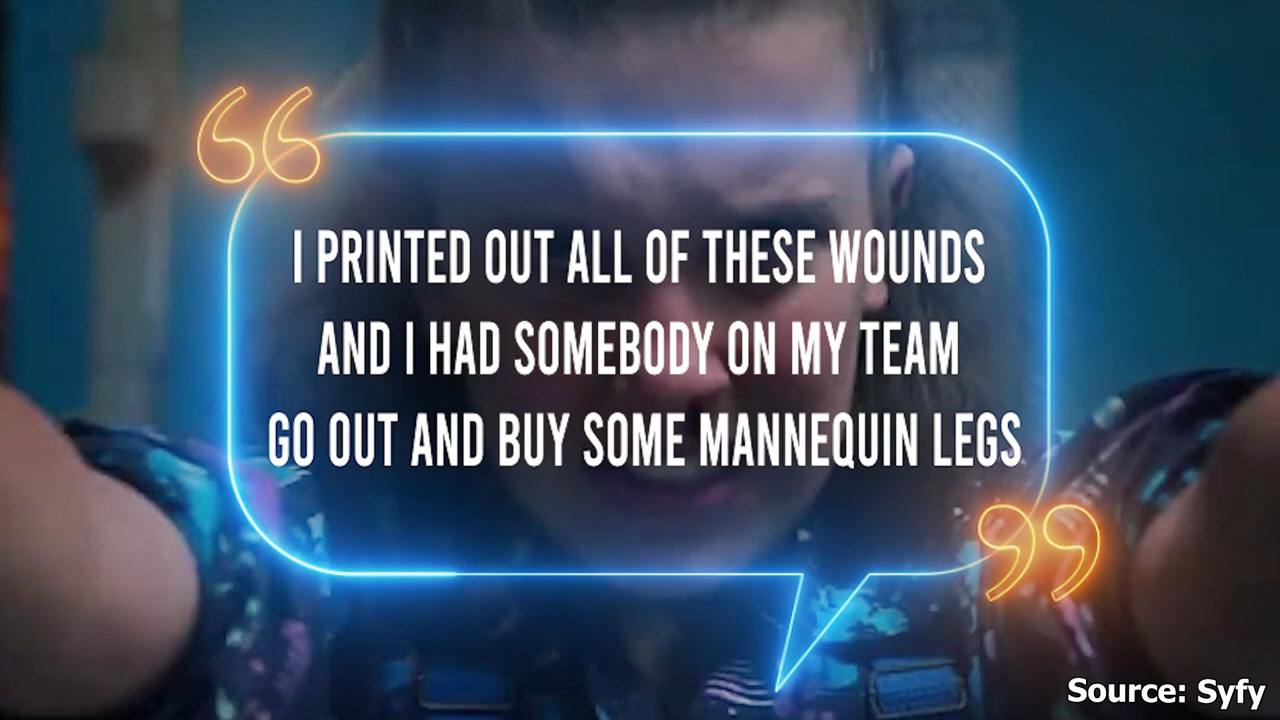 I PRINTED OUT ALL OF THESE WOUNDS
AND I HAD SOMEBODY ON MY TEAM
GO OUT AND BUY SOME MANNEQUIN LEGS
Source: Syfy